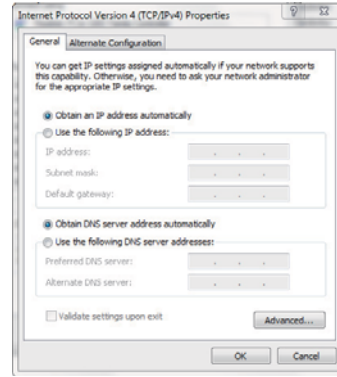 Internet Protocol Version 4 (TCP/IPv4) Properties
General
Alternate Configuration
You can get IP settings assigned automatically if your network supports
this capability. Otherwise, you need to ask your network administrator
for the appropriate IP settings.
Obtain an IP address automatically
Use the following IP address:
IP address:
Subnet mask:
Default gateway:
Obtain DNS server address automatically
Use the following DNS server addresses:
Preferred DNS server:
Alternate DNS server:
Validate settings upon exit
Advanced...
OK
Cancel